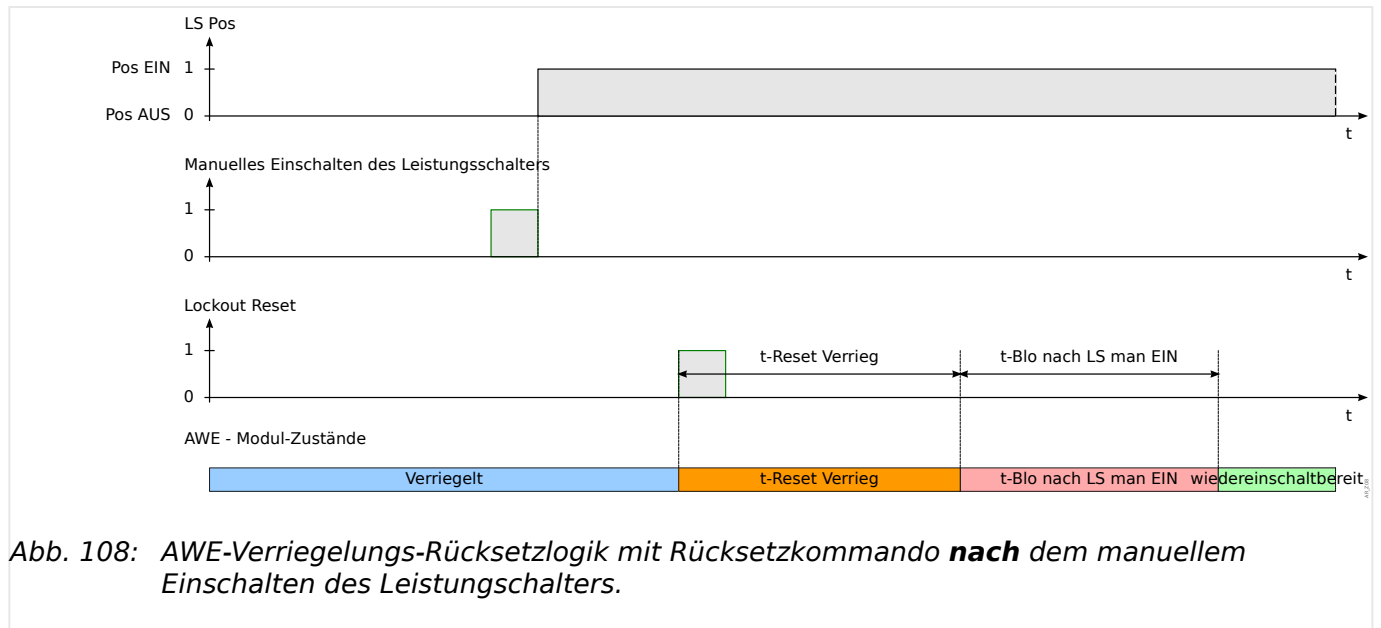 LS Pos
Pos EIN 1
Pos AUS 0
t
Manuelles Einschalten des Leistungsschalters
1
0
t
Lockout Reset
1 t-Reset Verrieg t-Blo nach LS man EIN
0
t
AWE - Modul-Zustände
Verriegelt t-Reset Verrieg t-Blo nach LS man EIN wiedereinschaltbereit
Abb. 108: AWE-Verriegelungs-Rücksetzlogik mit Rücksetzkommando nach dem manuellem
Einschalten des Leistungschalters.